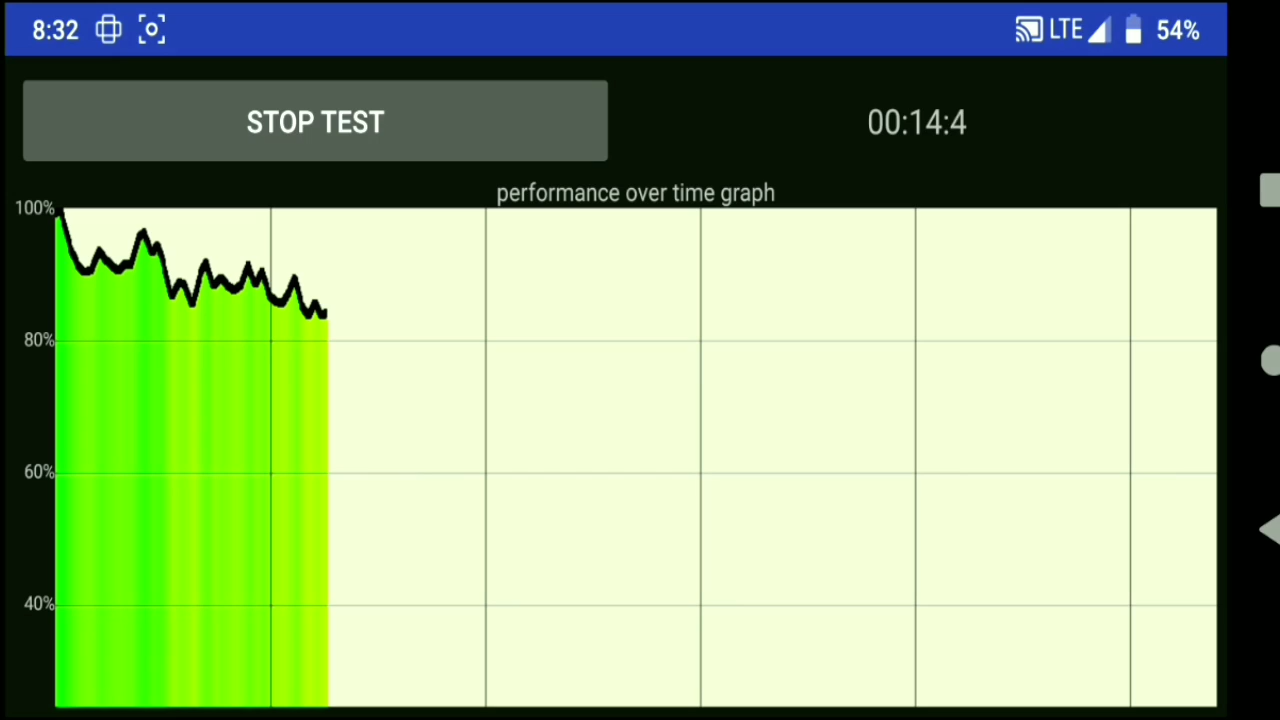 8:32 LTE 54%
STOP TEST 00:14:4
performance over time graph
100%
80%
60%
40%